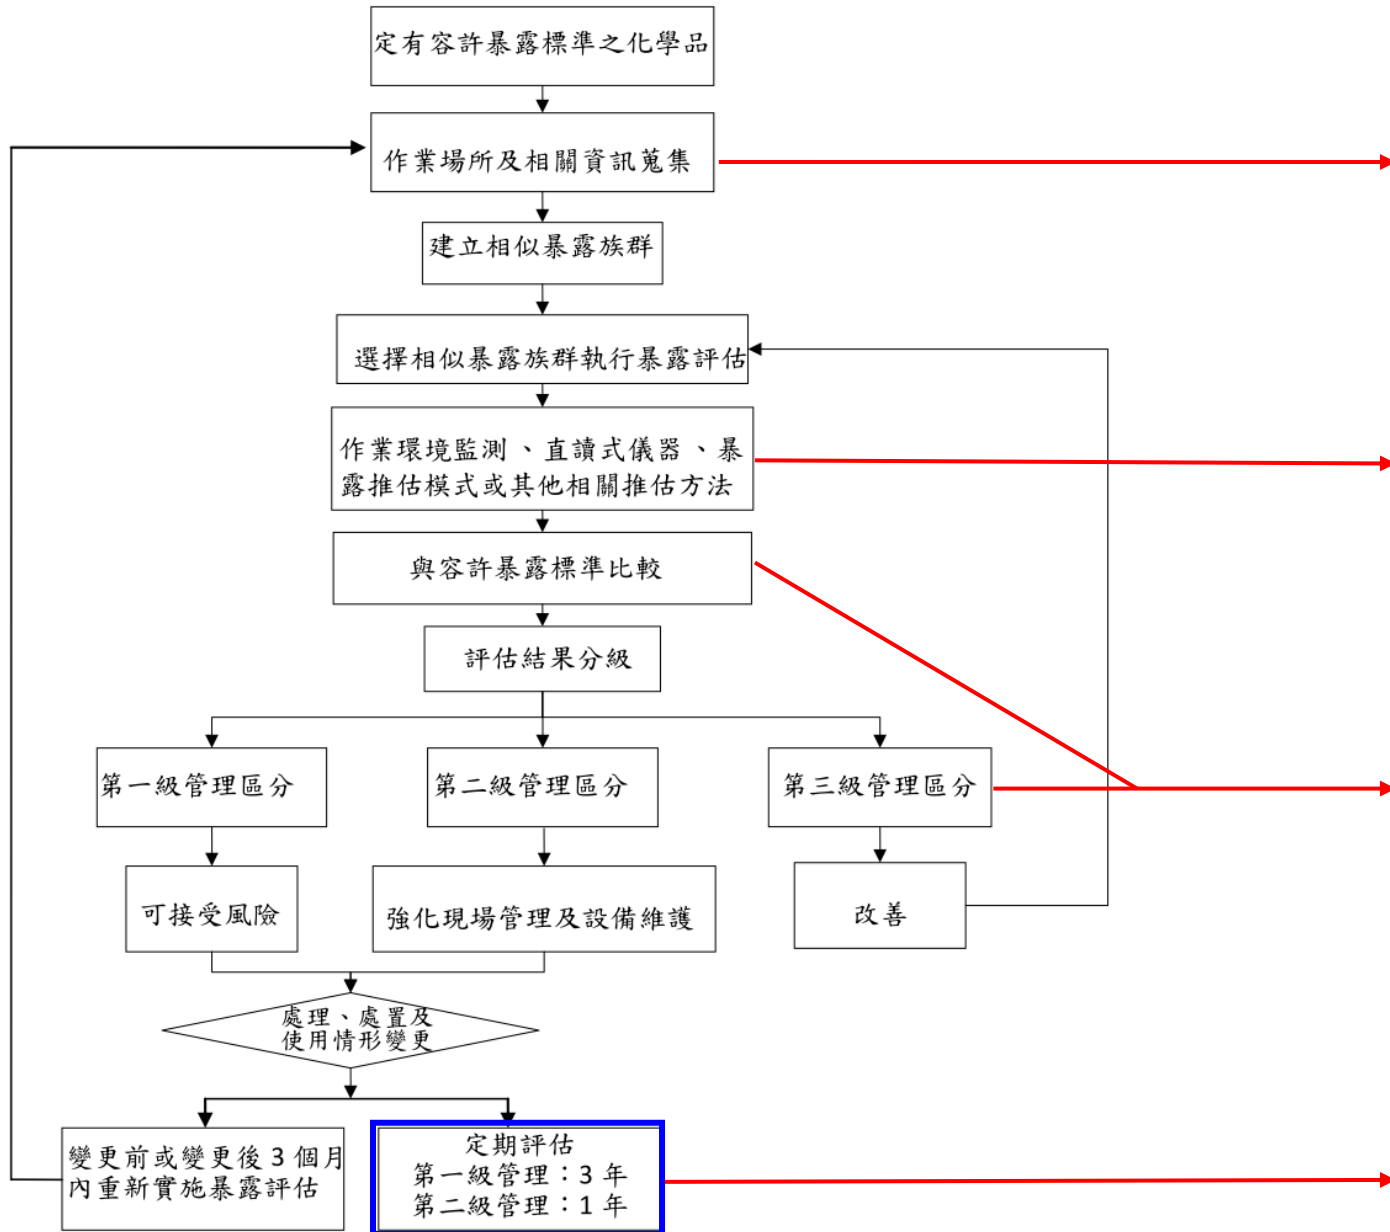 定有容許暴露標準之化學品
作業場所及相關資訊蒐集
建立相似暴露族群
選擇相似暴露族群執行暴露評估
作業環境監測、直讀式儀器、暴
露推估模式或其他相關推估方法
與容許暴露標準比較
評估結果分級
第一級管理區分
第二級管理區分
第三級管理區分
可接受風險
強化現場管理及設備維護
改善
處理、處置及
使用情形變更
變更前或變更後 3 個月
內重新實施暴露評估
定期評估
第一級管理：3 年
第二級管理：1 年